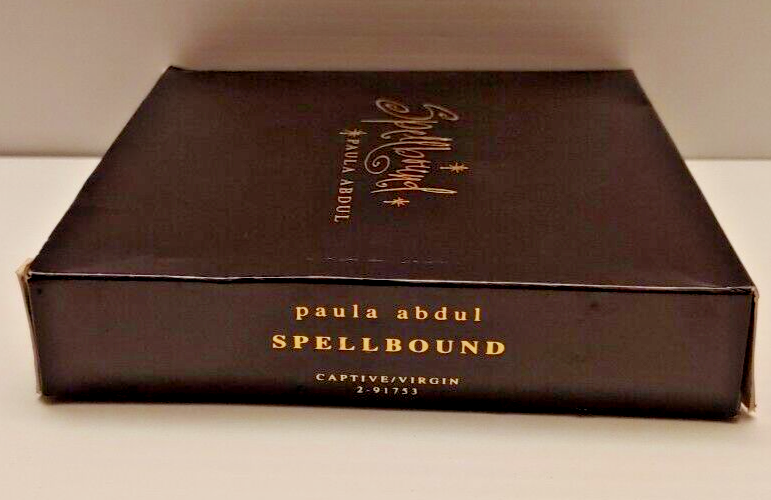 Spellbound
PAULA ABDUL
paula abdul
SPELLBOUND
CAPTIVE/VIRGIN
2-91753